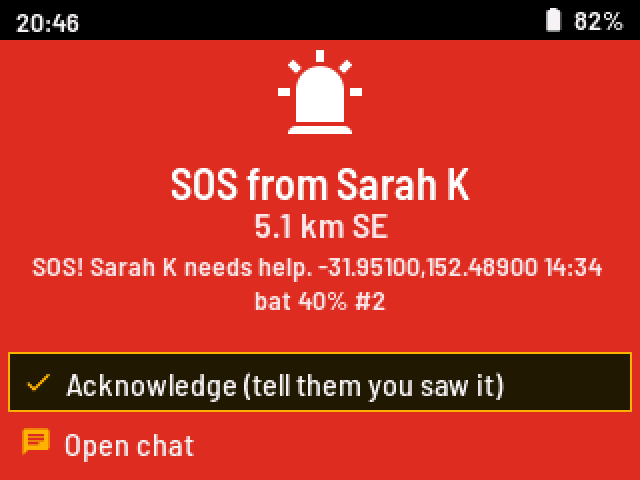 20:46
82%
SOS from Sarah K
5.1 km SE
SOS! Sarah K needs help. -31.95100,152.48900 14:34
bat 40% #2
Acknowledge (tell them you saw it)
Open chat